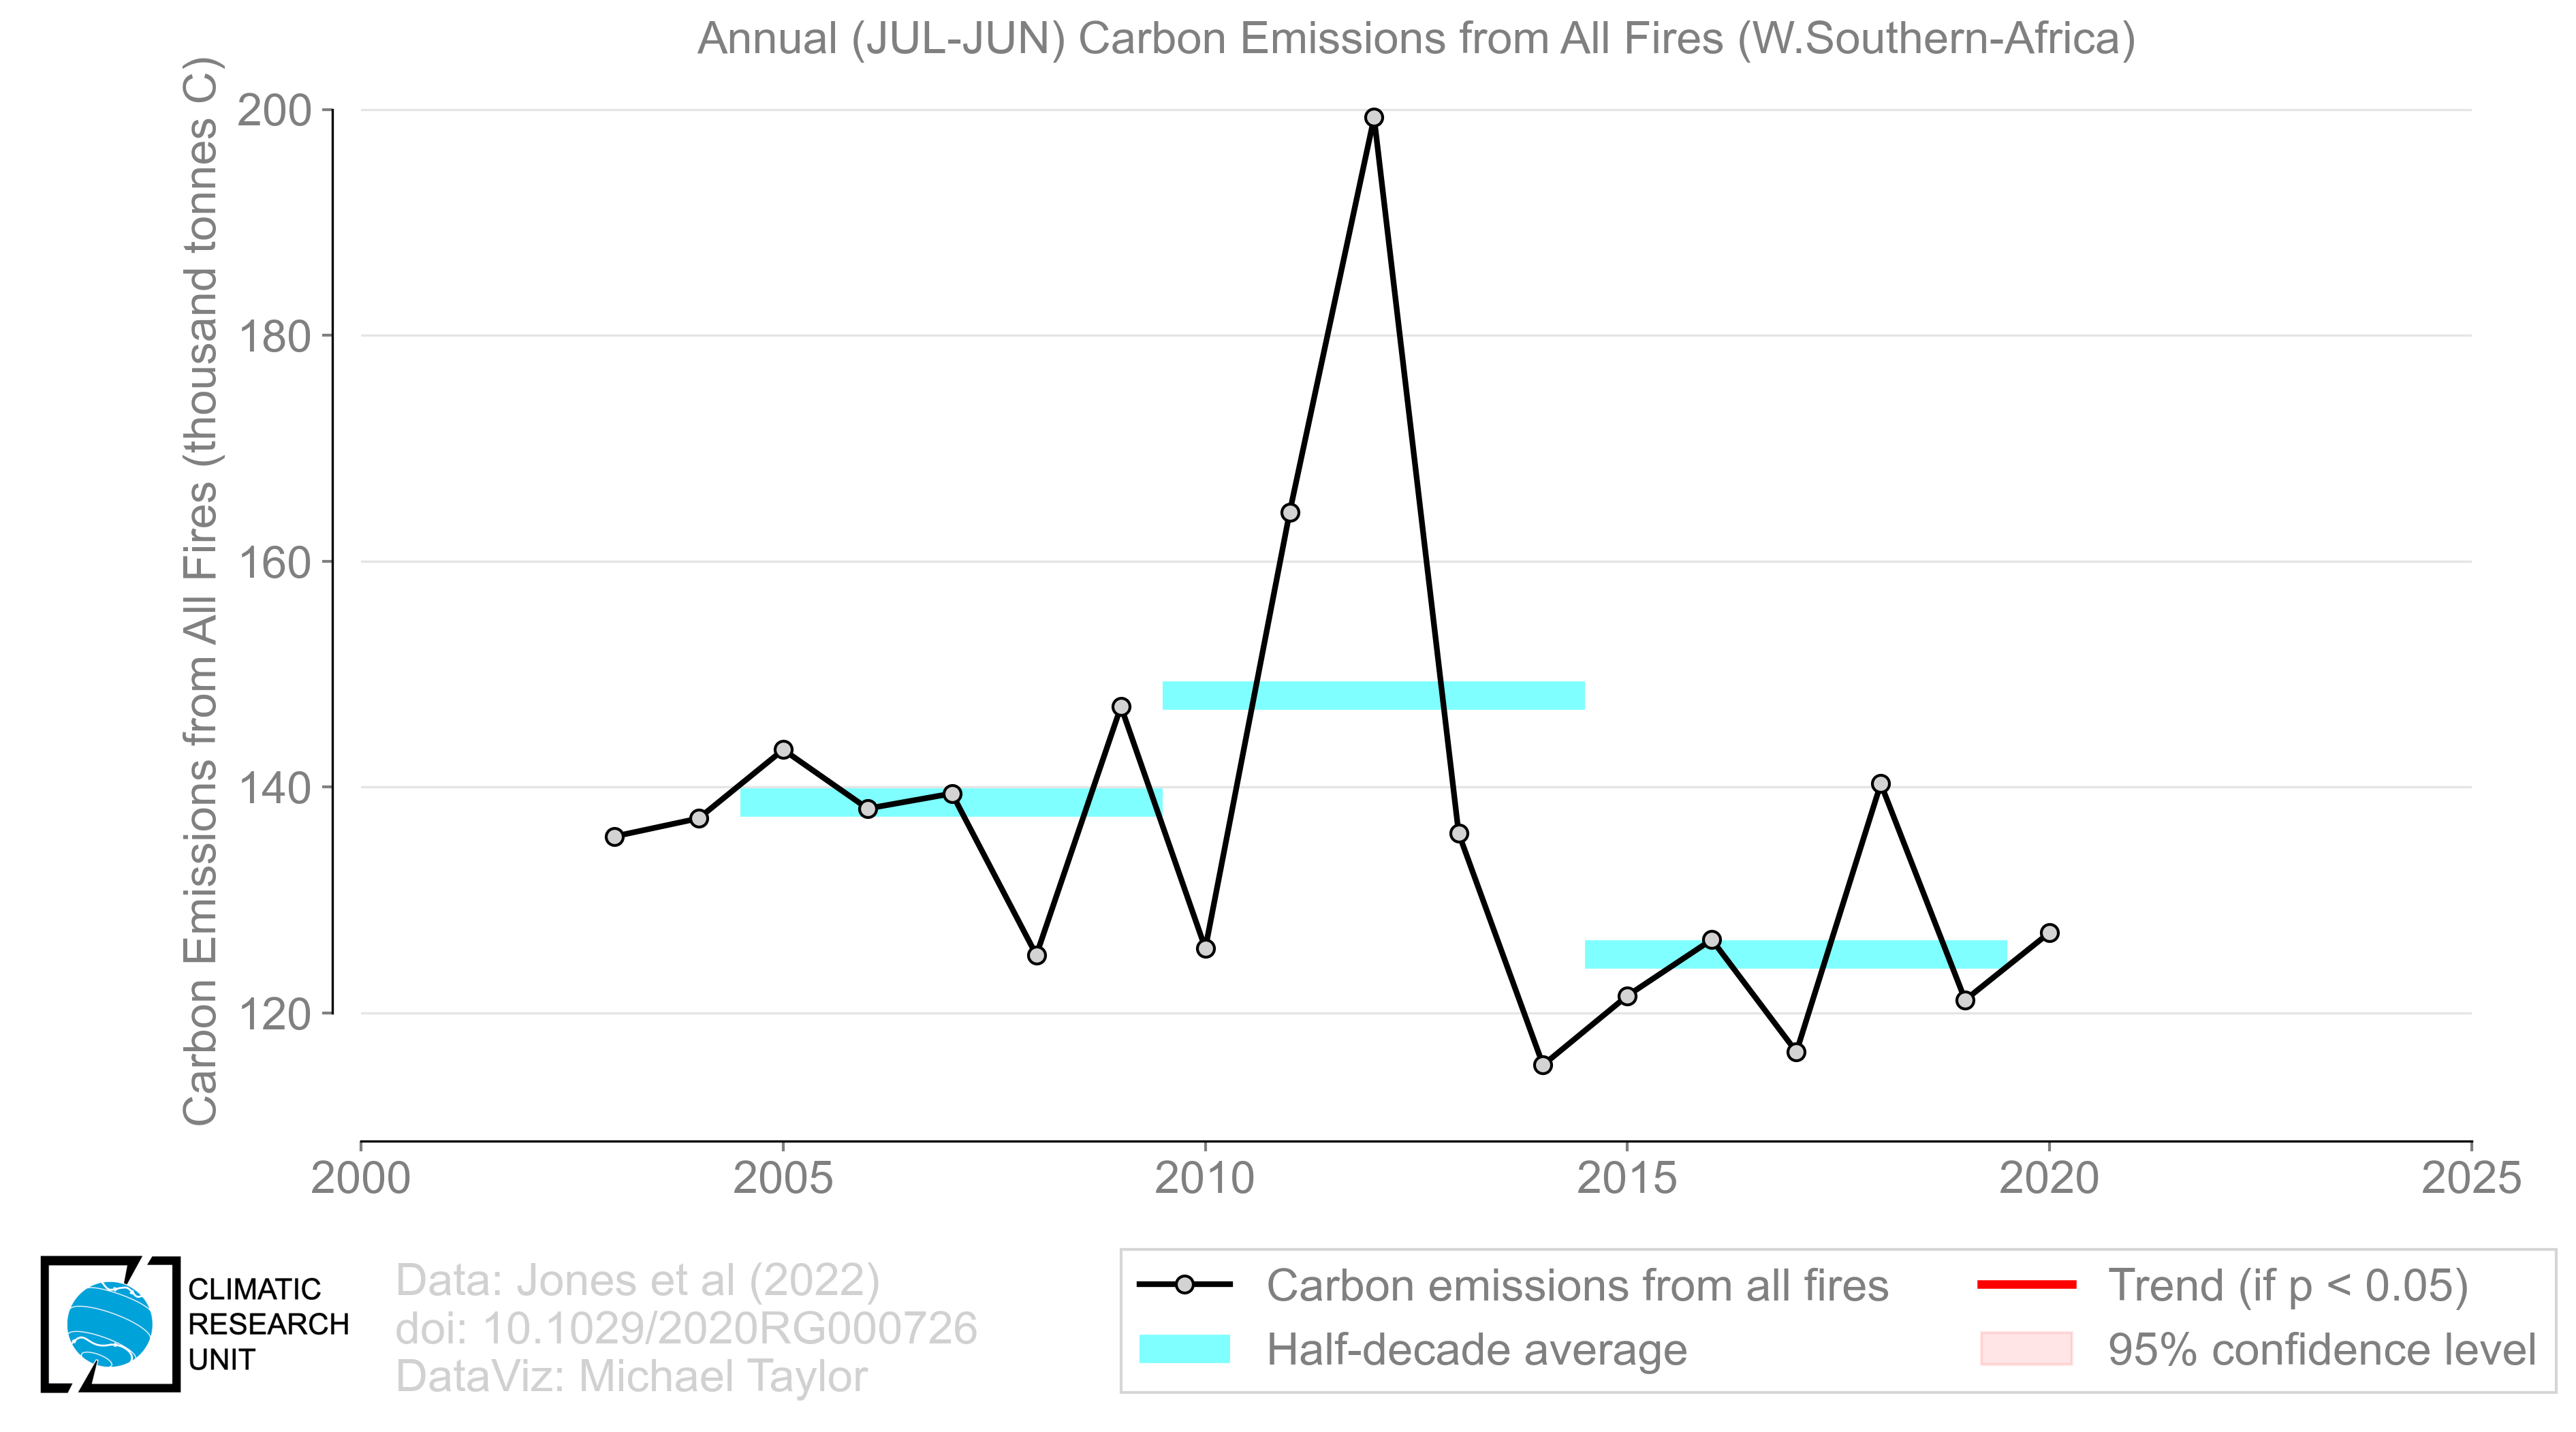 Annual (JUL-JUN) Carbon Emissions from All Fires (W.Southern-Africa)
Carbon Emissions from All Fires (thousand tonnes C)
200
180
160
140
120
2000
2005
2010
2015
2020
2025
CLIMATIC
RESEARCH
UNIT
Data: Jones et al (2022)
doi: 10.1029/2020RG000726
DataViz: Michael Taylor
Carbon emissions from all fires
Half-decade average
Trend (if p < 0.05)
95% confidence level